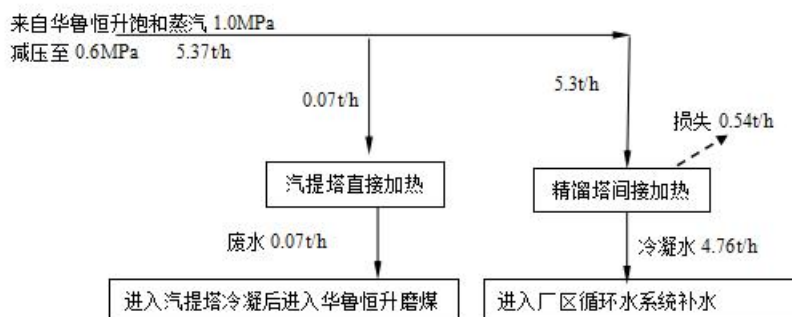 来自华鲁恒升饱和蒸汽 1.0MPa
减压至 0.6MPa 5.37t/h
0.07t/h
5.3t/h
损失 0.54t/h
汽提塔直接加热
精馏塔间接加热
废水 0.07t/h
冷凝水 4.76t/h
进入汽提塔冷凝后进入华鲁恒升磨煤
进入厂区循环水系统补水